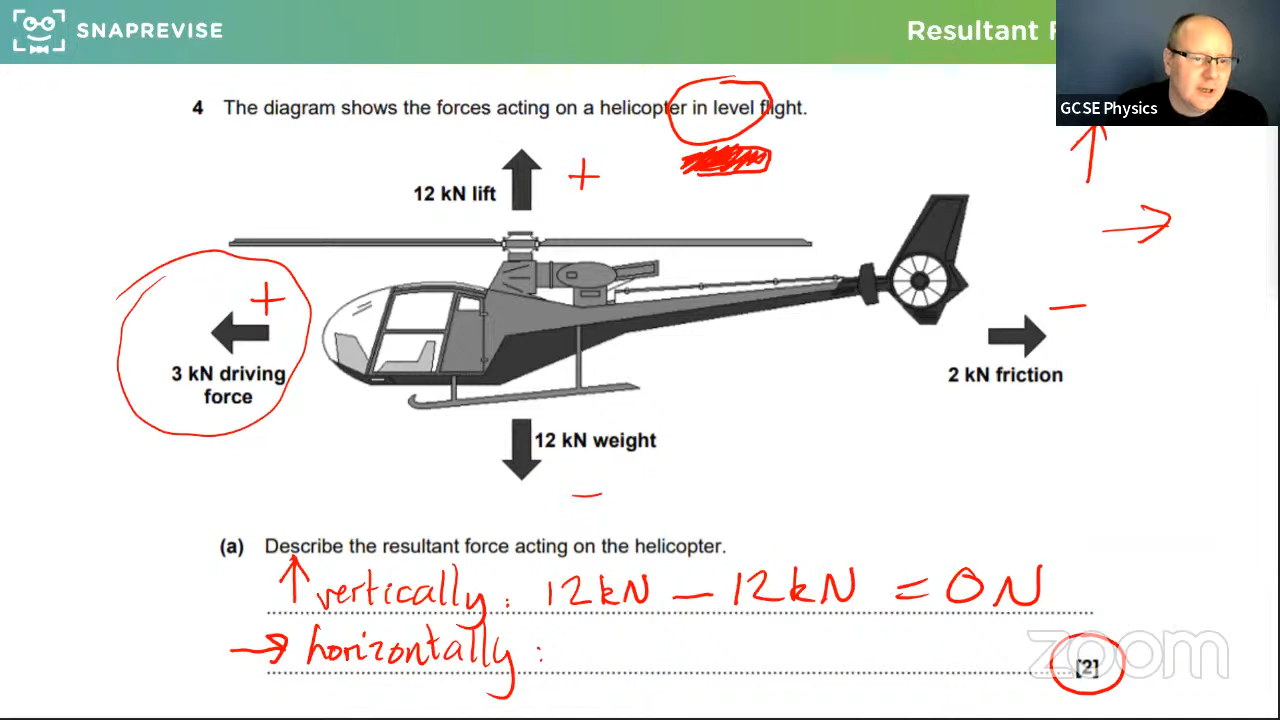 SNAPREVISE
Resultant F
GCSE Physics
4 The diagram shows the forces acting on a helicopter in level flight.
12 kN lift
+
+
−
3 kN driving
force
2 kN friction
12 kN weight
−
(a) Describe the resultant force acting on the helicopter.
↑ vertically: 12kN − 12kN = 0N
→ horizontally:
zoom
[2]